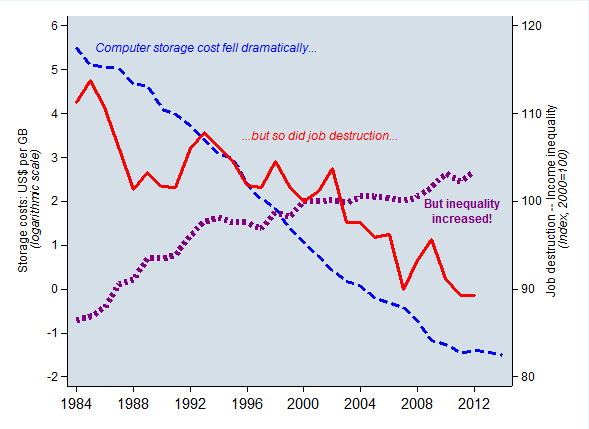 6
5
4
3
2
1
0
-1
-2
120
110
100
90
80
1984
1988
1992
1996
2000
2004
2008
2012
Storage costs: US$ per GB
(logarithmic scale)
Job destruction -- Income inequality
(Index, 2000=100)
Computer storage cost fell dramatically...
...but so did job destruction...
But inequality
increased!